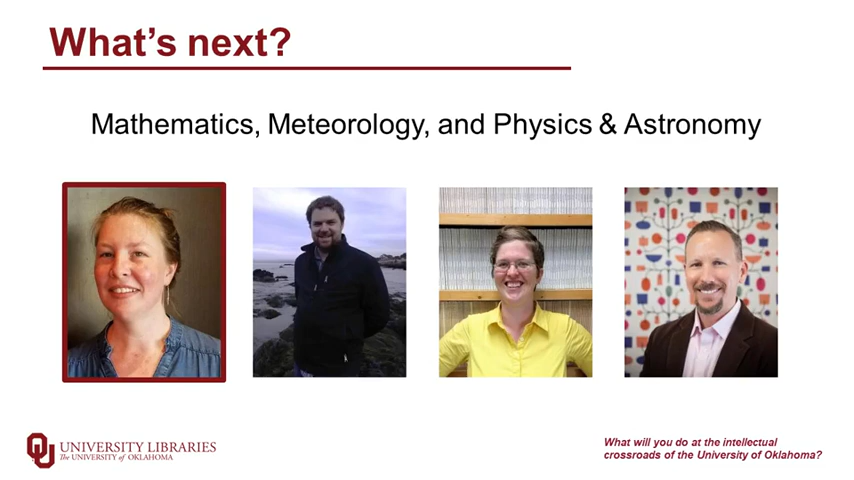 What’s next?
Mathematics, Meteorology, and Physics & Astronomy
OU
UNIVERSITY LIBRARIES
The UNIVERSITY of OKLAHOMA
What will you do at the intellectual
crossroads of the University of Oklahoma?